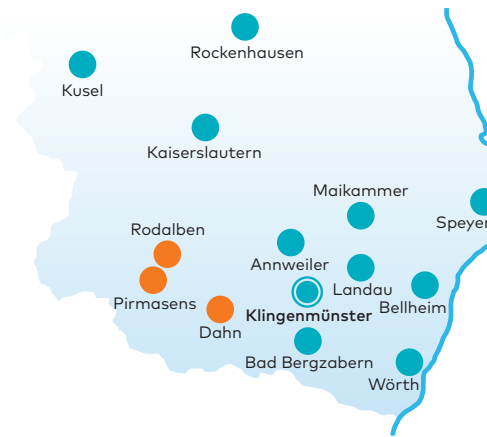 Rockenhausen
Kusel
Kaiserslautern
Maikammer
Speyer
Rodalben
Annweiler
Landau
Pirmasens
Bellheim
Klingenmünster
Dahn
Bad Bergzabern
Wörth